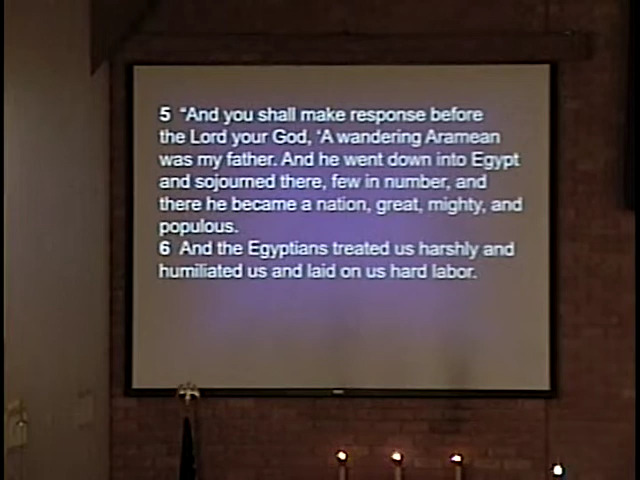 5 “And you shall make response before
the Lord your God, ‘A wandering Aramean
was my father. And he went down into Egypt
and sojourned there, few in number, and
there he became a nation, great, mighty, and
populous.
6 And the Egyptians treated us harshly and
humiliated us and laid on us hard labor.